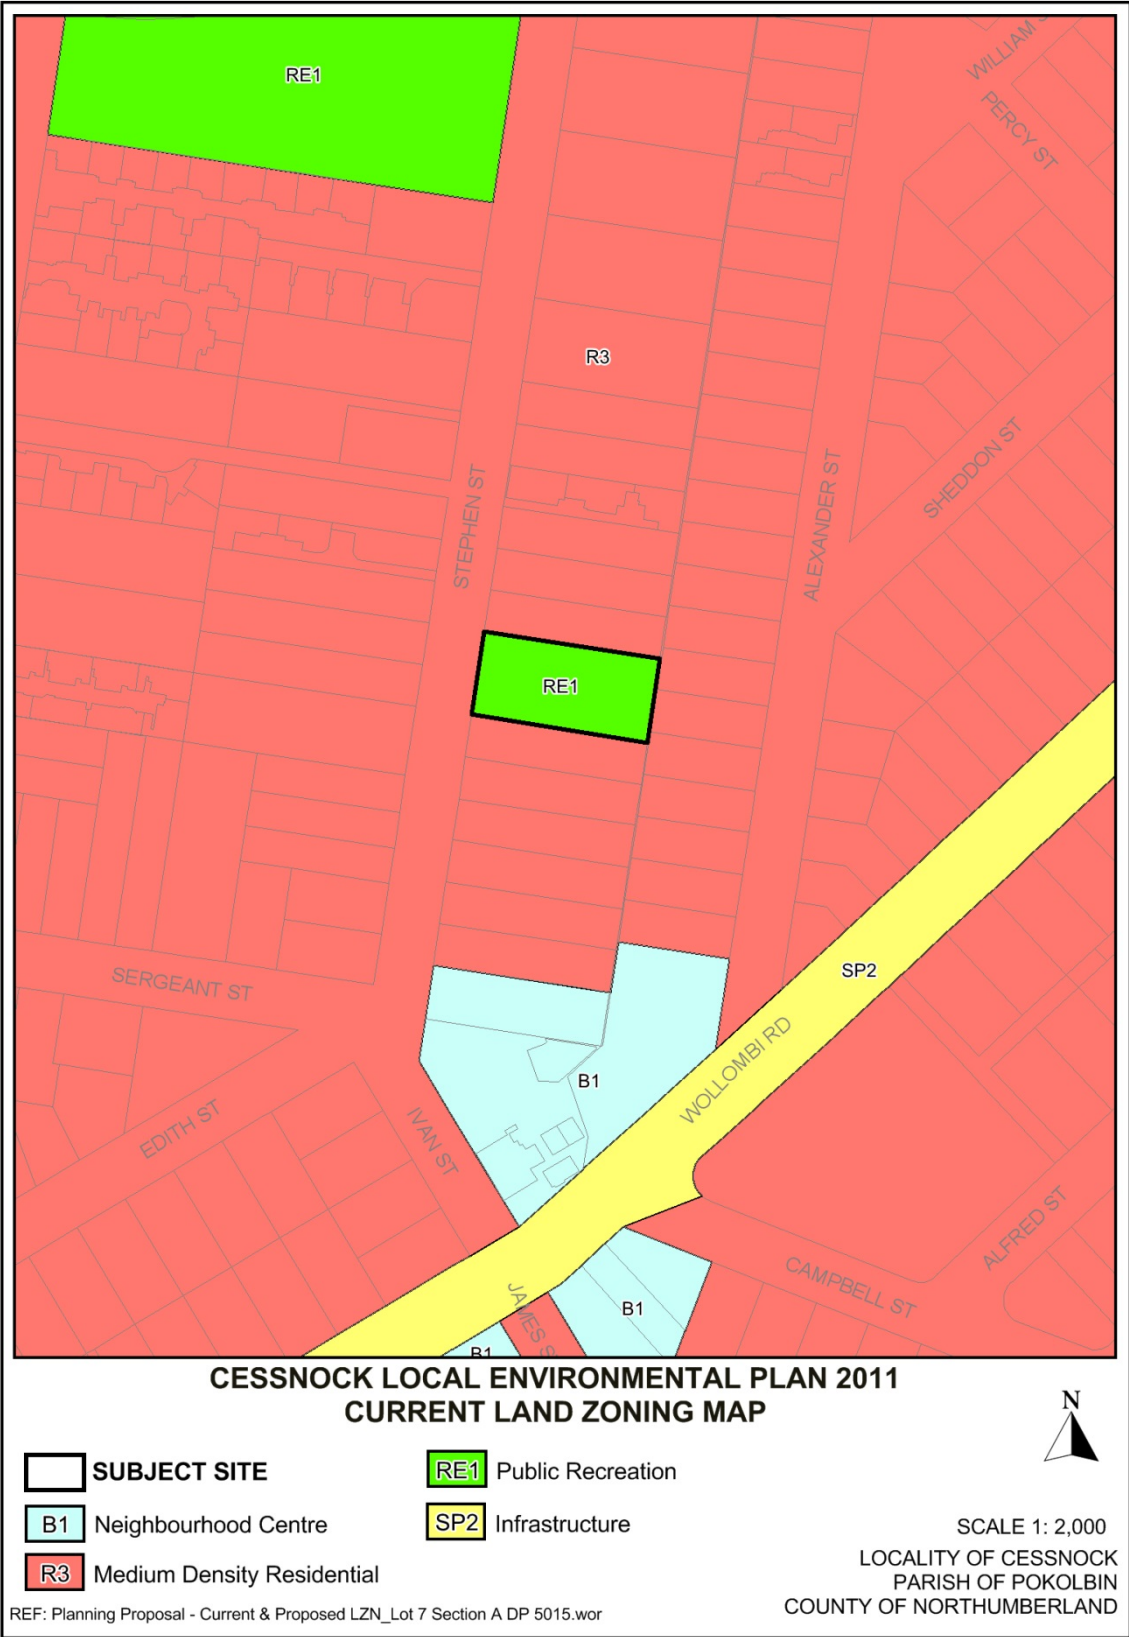 RE1
WILLIAM S
PERCY ST
R3
SHEDDON ST
STEPHEN ST
ALEXANDER ST
RE1
SERGEANT ST
SP2
WOLLOMBI RD
B1
EDITH ST
IVAN ST
ALFRED ST
CAMPBELL ST
JAMES S
B1
B1
CESSNOCK LOCAL ENVIRONMENTAL PLAN 2011
CURRENT LAND ZONING MAP
N
SUBJECT SITE
RE1 Public Recreation
B1 Neighbourhood Centre
SP2 Infrastructure
R3 Medium Density Residential
SCALE 1: 2,000
LOCALITY OF CESSNOCK
PARISH OF POKOLBIN
COUNTY OF NORTHUMBERLAND
REF: Planning Proposal - Current & Proposed LZN_Lot 7 Section A DP 5015.wor